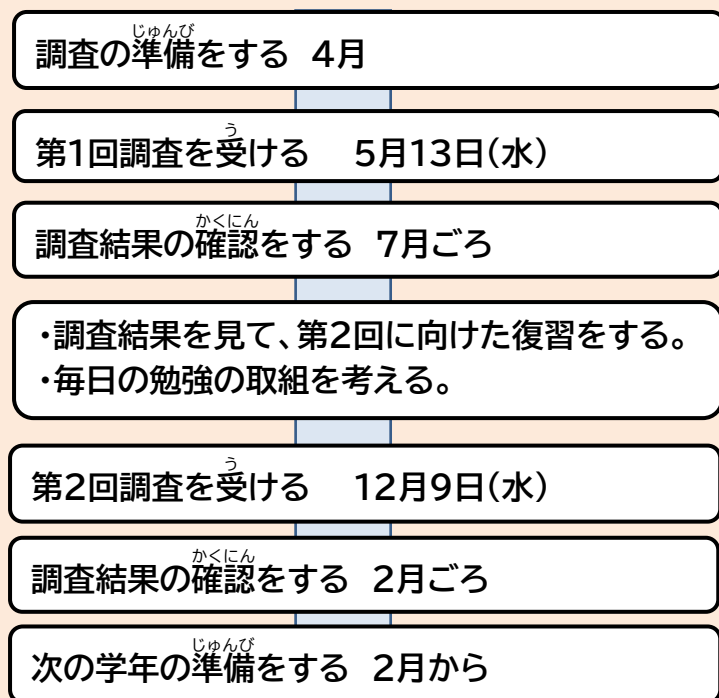 調査の準備をする 4月
じゅんび
第1回調査を受ける 5月13日(水)
う
調査結果の確認をする 7月ごろ
かくにん
・調査結果を見て、第2回に向けた復習をする。
・毎日の勉強の取組を考える。
第2回調査を受ける 12月9日(水)
う
調査結果の確認をする 2月ごろ
かくにん
次の学年の準備をする 2月から
じゅんび